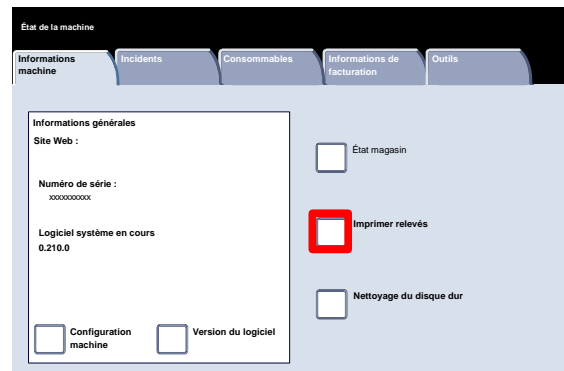 État de la machine
Informations machine
Incidents
Consommables
Informations de facturation
Outils
Informations générales
Site Web :
Numéro de série :
xxxxxxxxx
Logiciel système en cours
0.210.0
Configuration machine
Version du logiciel
État magasin
Imprimer relevés
Nettoyage du disque dur